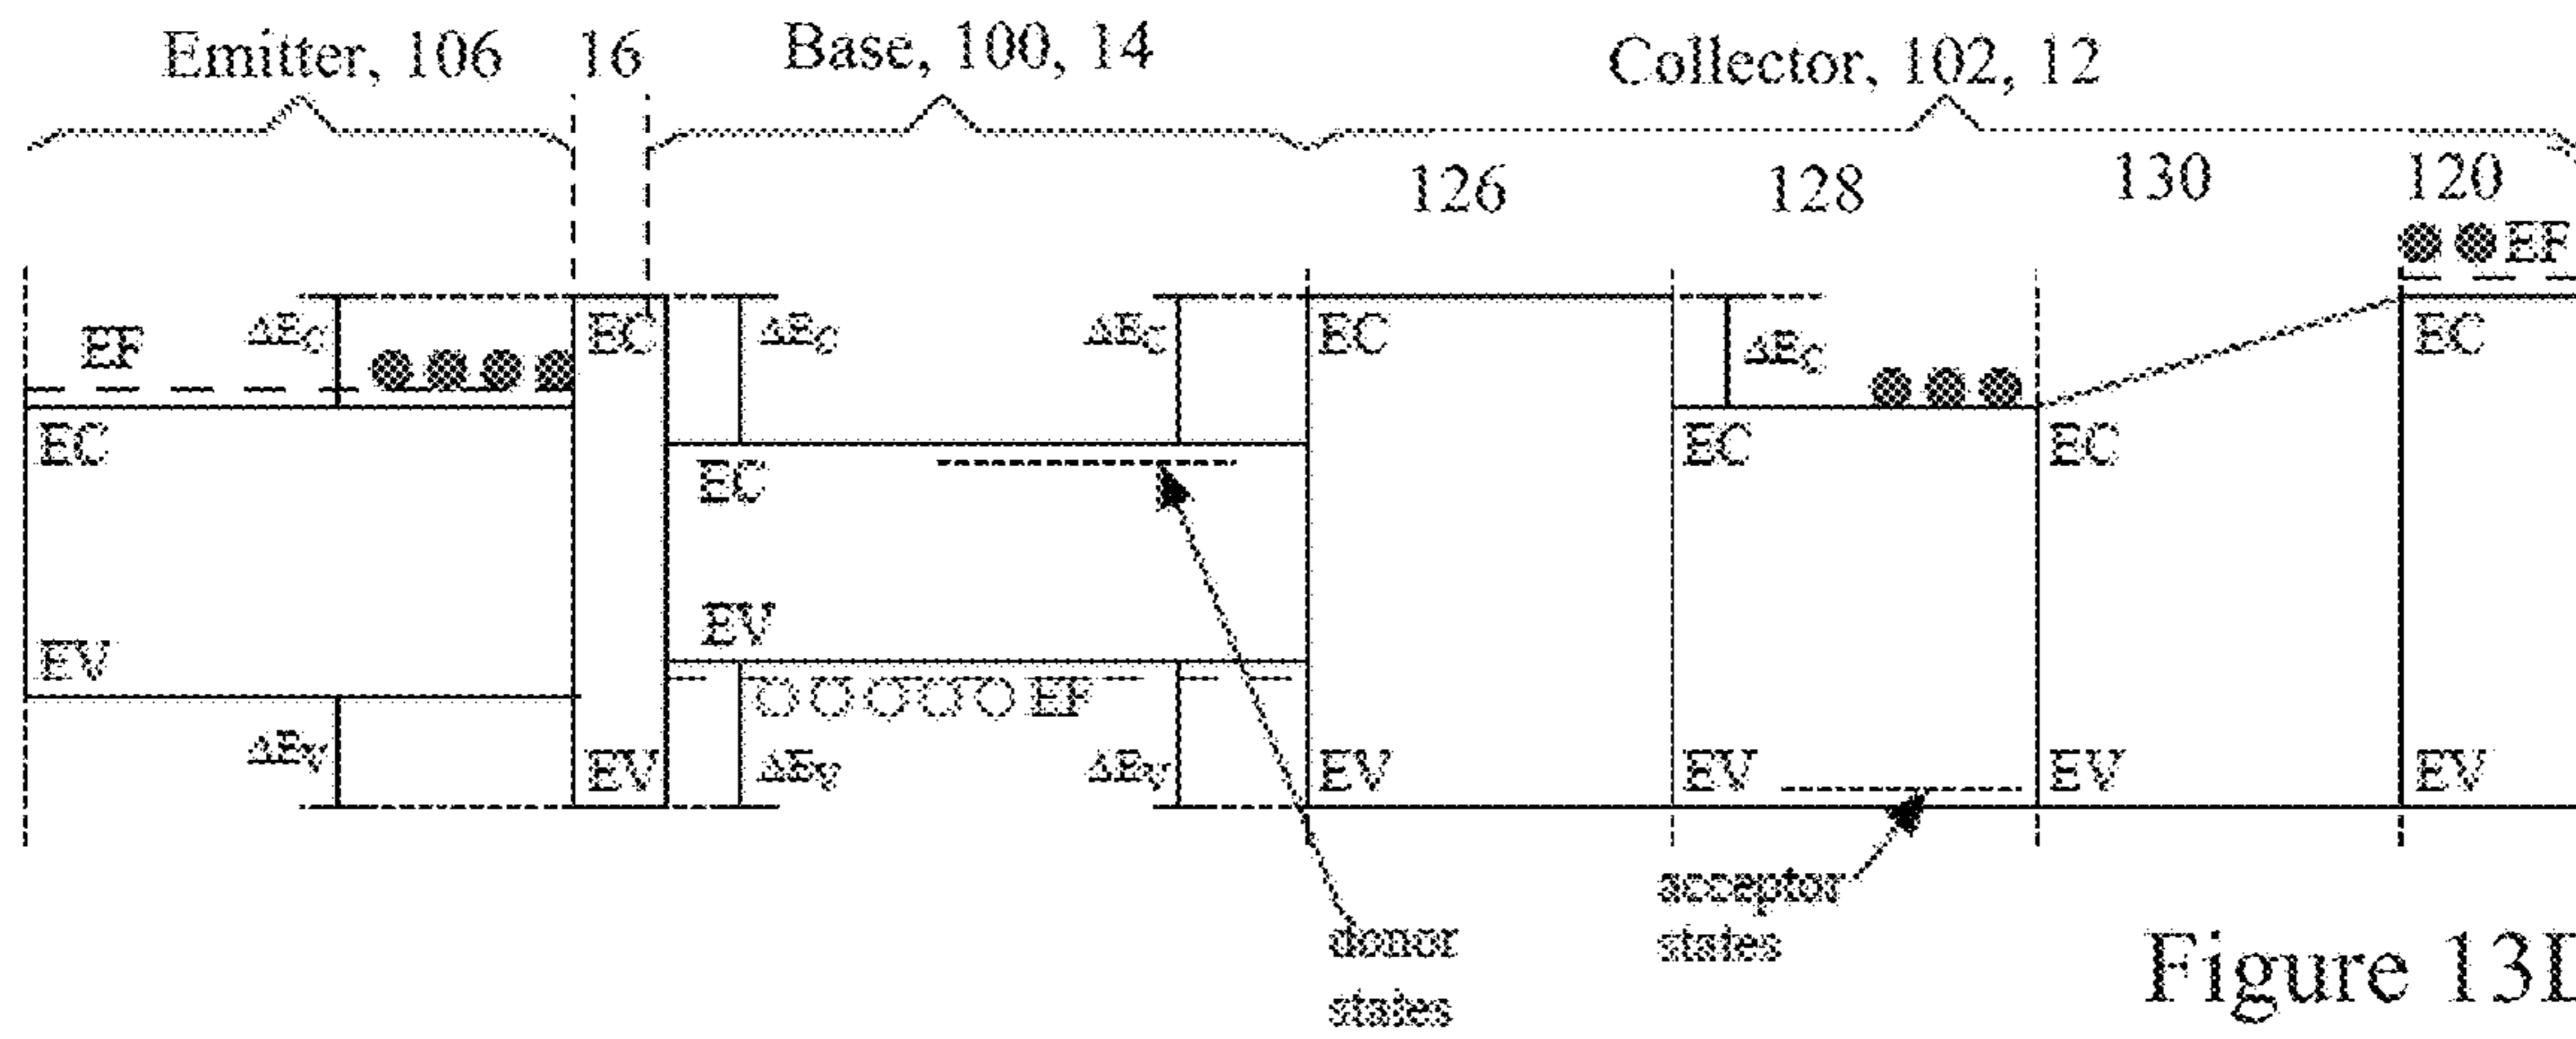 Emitter, 106
16
Base, 100, 14
Collector, 102, 12
126
128
130
120
EF
EF
ΔEC
EC
ΔEC
ΔEC
EC
ΔEC
EC
EC
EC
EC
EC
EV
EV
EF
ΔEV
EV
ΔEV
ΔEV
EV
EV
EV
EV
acceptor
states
donor
states
Figure 13